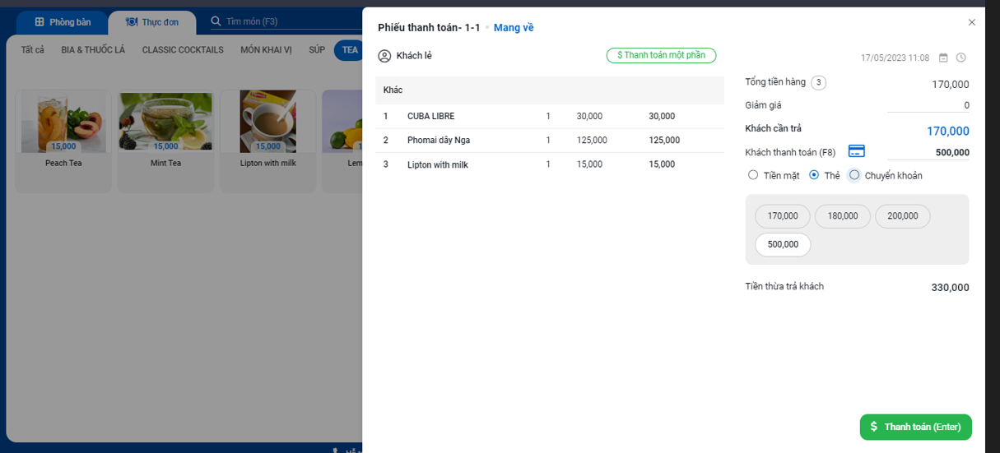 Phòng bàn
Thực đơn
Tìm món (F3)
Tất cả
BIA & THUỐC LÁ
CLASSIC COCKTAILS
MÓN KHAI VỊ
SÚP
TEA
15,000
Peach Tea
15,000
Mint Tea
15,000
Lipton with milk
Phiếu thanh toán- 1-1
Mang về
Khách lẻ
$ Thanh toán một phần
Khác
1 CUBA LIBRE 1 30,000 30,000
2 Phomai dây Nga 1 125,000 125,000
3 Lipton with milk 1 15,000 15,000
17/05/2023 11:08
Tổng tiền hàng 3 170,000
Giảm giá 0
Khách cần trả 170,000
Khách thanh toán (F8) 500,000
Tiền mặt Thẻ Chuyển khoản
170,000 180,000 200,000
500,000
Tiền thừa trả khách 330,000
$ Thanh toán (Enter)